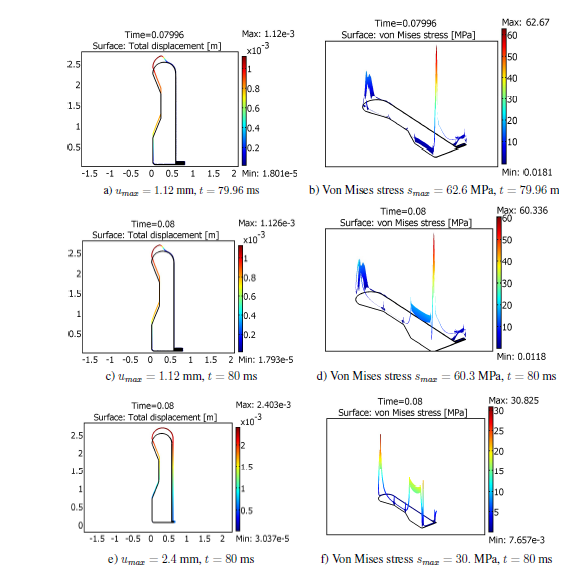 Time=0.07996 Max: 1.12e-3
Surface: Total displacement [m] ×10⁻³
2.5
2
1.5
1
0.5
-1.5 -1 -0.5 0 0.5 1 1.5 2
1
0.8
0.6
0.4
0.2
Min: 1.801e-5
a) u_max = 1.12 mm, t = 79.96 ms
Time=0.07996 Max: 62.67
Surface: von Mises stress [MPa]
60
50
40
30
20
10
Min: 0.0181
b) Von Mises stress s_max = 62.6 MPa, t = 79.96 m
Time=0.08 Max: 1.126e-3
Surface: Total displacement [m] ×10⁻³
2.5
2
1.5
1
0.5
-1.5 -1 -0.5 0 0.5 1 1.5 2
1
0.8
0.6
0.4
0.2
Min: 1.793e-5
c) u_max = 1.12 mm, t = 80 ms
Time=0.08 Max: 60.336
Surface: von Mises stress [MPa]
60
50
40
30
20
10
Min: 0.0118
d) Von Mises stress s_max = 60.3 MPa, t = 80 ms
Time=0.08 Max: 2.403e-3
Surface: Total displacement [m] ×10⁻³
2.5
2
1.5
1
0.5
0
-1.5 -1 -0.5 0 0.5 1 1.5 2
2
1.5
1
0.5
Min: 3.037e-5
e) u_max = 2.4 mm, t = 80 ms
Time=0.08 Max: 30.825
Surface: von Mises stress [MPa]
30
25
20
15
10
5
Min: 7.657e-3
f) Von Mises stress s_max = 30. MPa, t = 80 ms